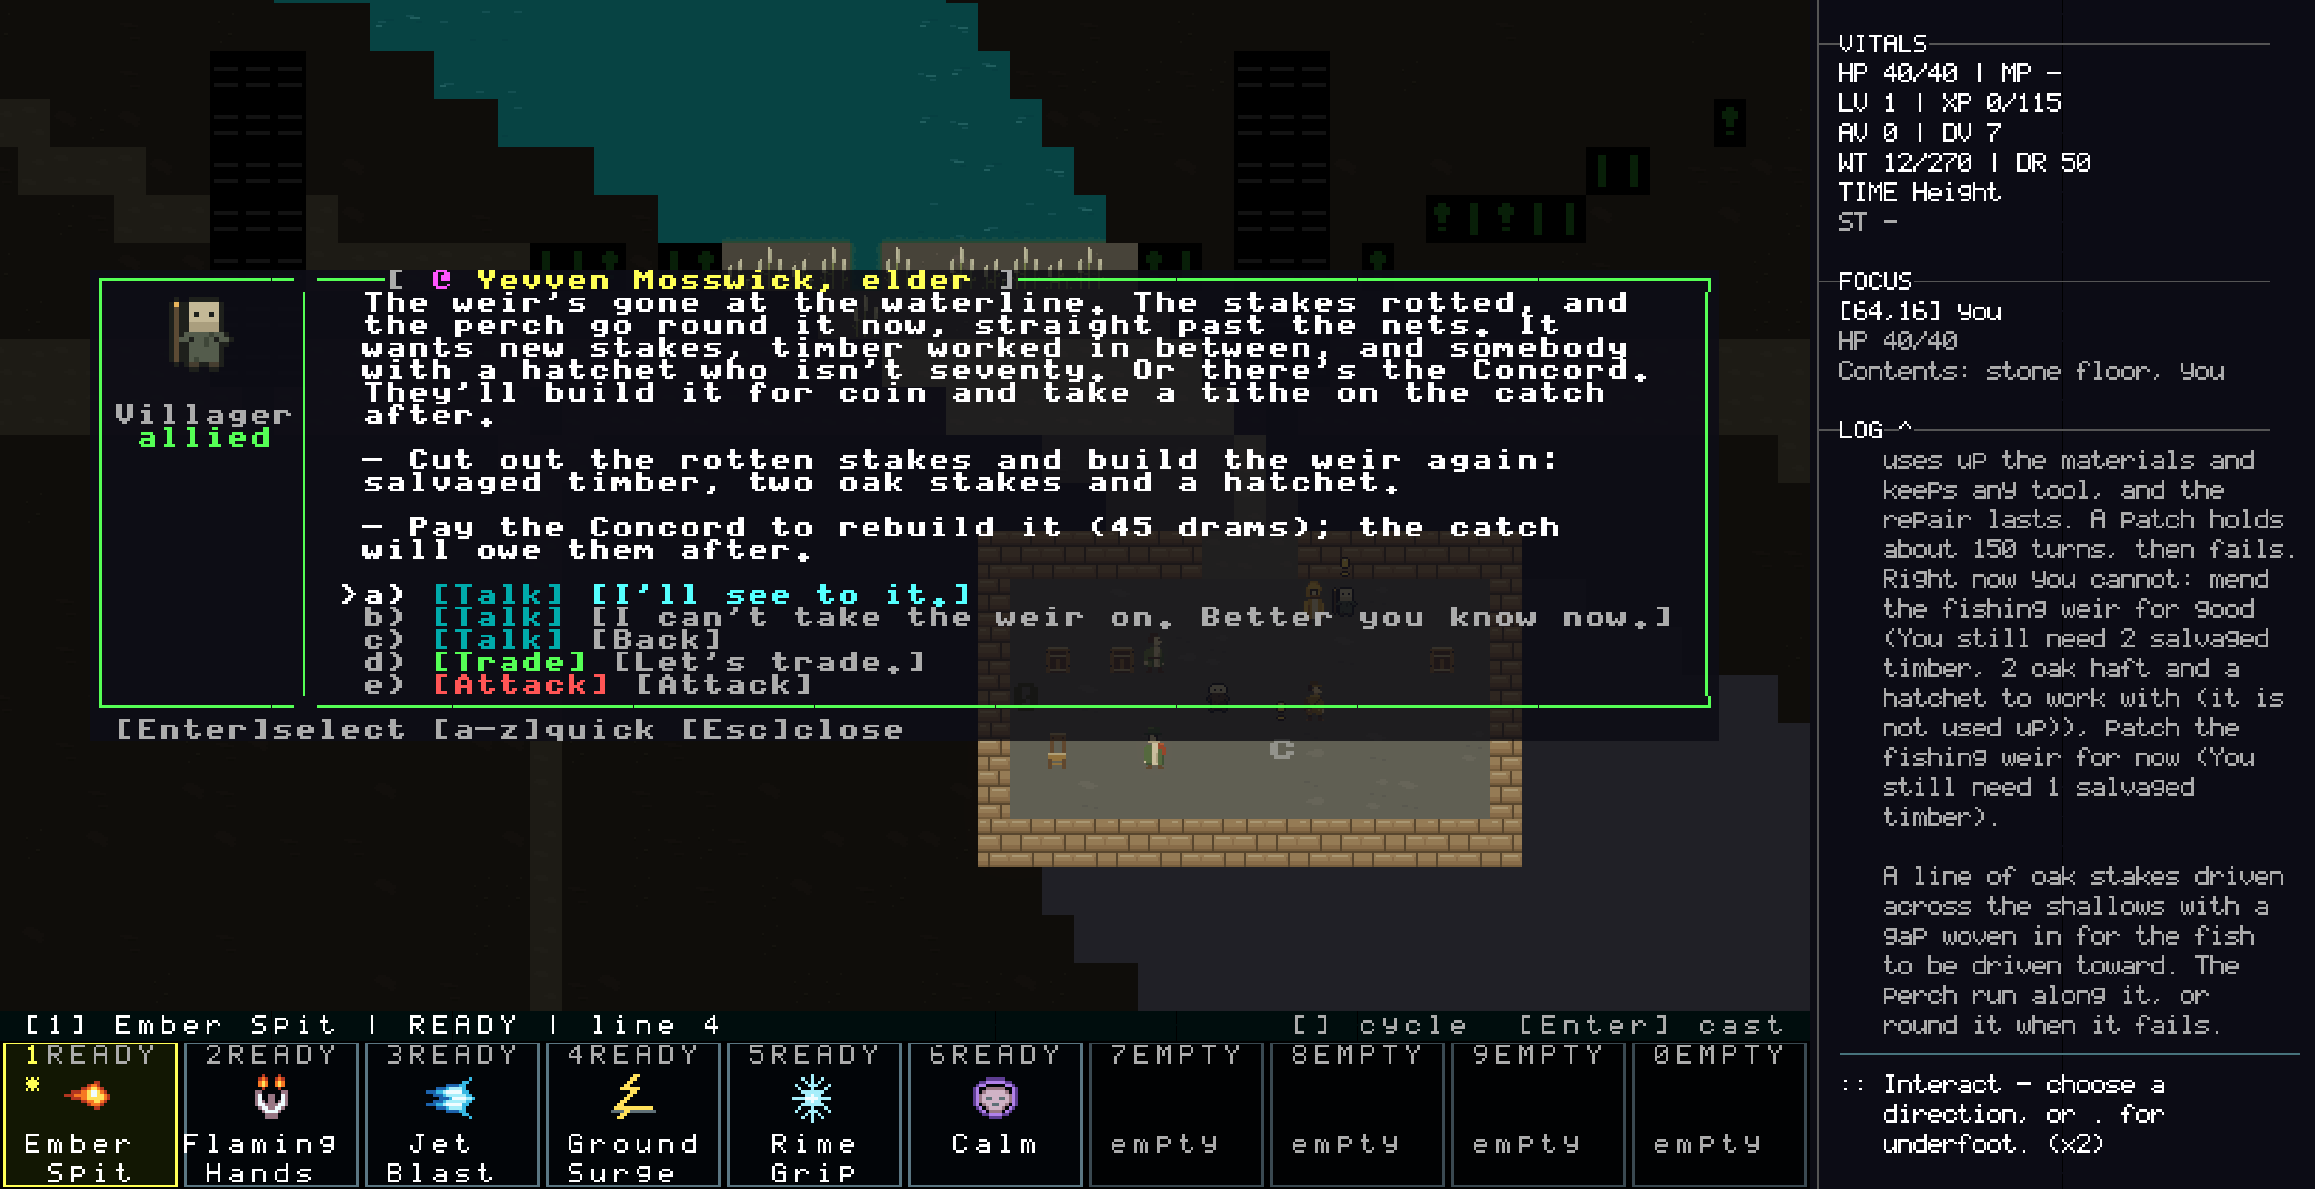 [ @ Yevven Mosswick, elder ]
The weir's gone at the waterline. The stakes rotted, and
the perch go round it now, straight past the nets. It
wants new stakes, timber worked in between, and somebody
with a hatchet who isn't seventy. Or there's the Concord.
They'll build it for coin and take a tithe on the catch
after.
— Cut out the rotten stakes and build the weir again:
salvaged timber, two oak stakes and a hatchet.
— Pay the Concord to rebuild it (45 drams); the catch
will owe them after.
Villager
allied
>a) [Talk] [I'll see to it.]
b) [Talk] [I can't take the weir on. Better you know now.]
c) [Talk] [Back]
d) [Trade] [Let's trade.]
e) [Attack] [Attack]
[Enter]select [a-z]quick [Esc]close
VITALS
HP 40/40 | MP -
LV 1 | XP 0/115
AV 0 | DV 7
WT 12/270 | DR 50
TIME Height
ST -
FOCUS
[64,16] You
HP 40/40
Contents: stone floor, You
LOG ^
uses up the materials and
keeps any tool, and the
repair lasts. A patch holds
about 150 turns, then fails.
Right now you cannot: mend
the fishing weir for good
(You still need 2 salvaged
timber, 2 oak haft and a
hatchet to work with (it is
not used up)), Patch the
fishing weir for now (You
still need 1 salvaged
timber).
A line of oak stakes driven
across the shallows with a
gap woven in for the fish
to be driven toward. The
perch run along it, or
round it when it fails.
:: Interact - choose a
direction, or . for
underfoot. (x2)
[1] Ember Spit | READY | line 4
[] cycle [Enter] cast
1READY
* Ember
Spit
2READY
Flaming
Hands
3READY
Jet
Blast
4READY
Ground
Surge
5READY
Rime
Grip
6READY
Calm
7EMPTY
empty
8EMPTY
empty
9EMPTY
empty
0EMPTY
empty